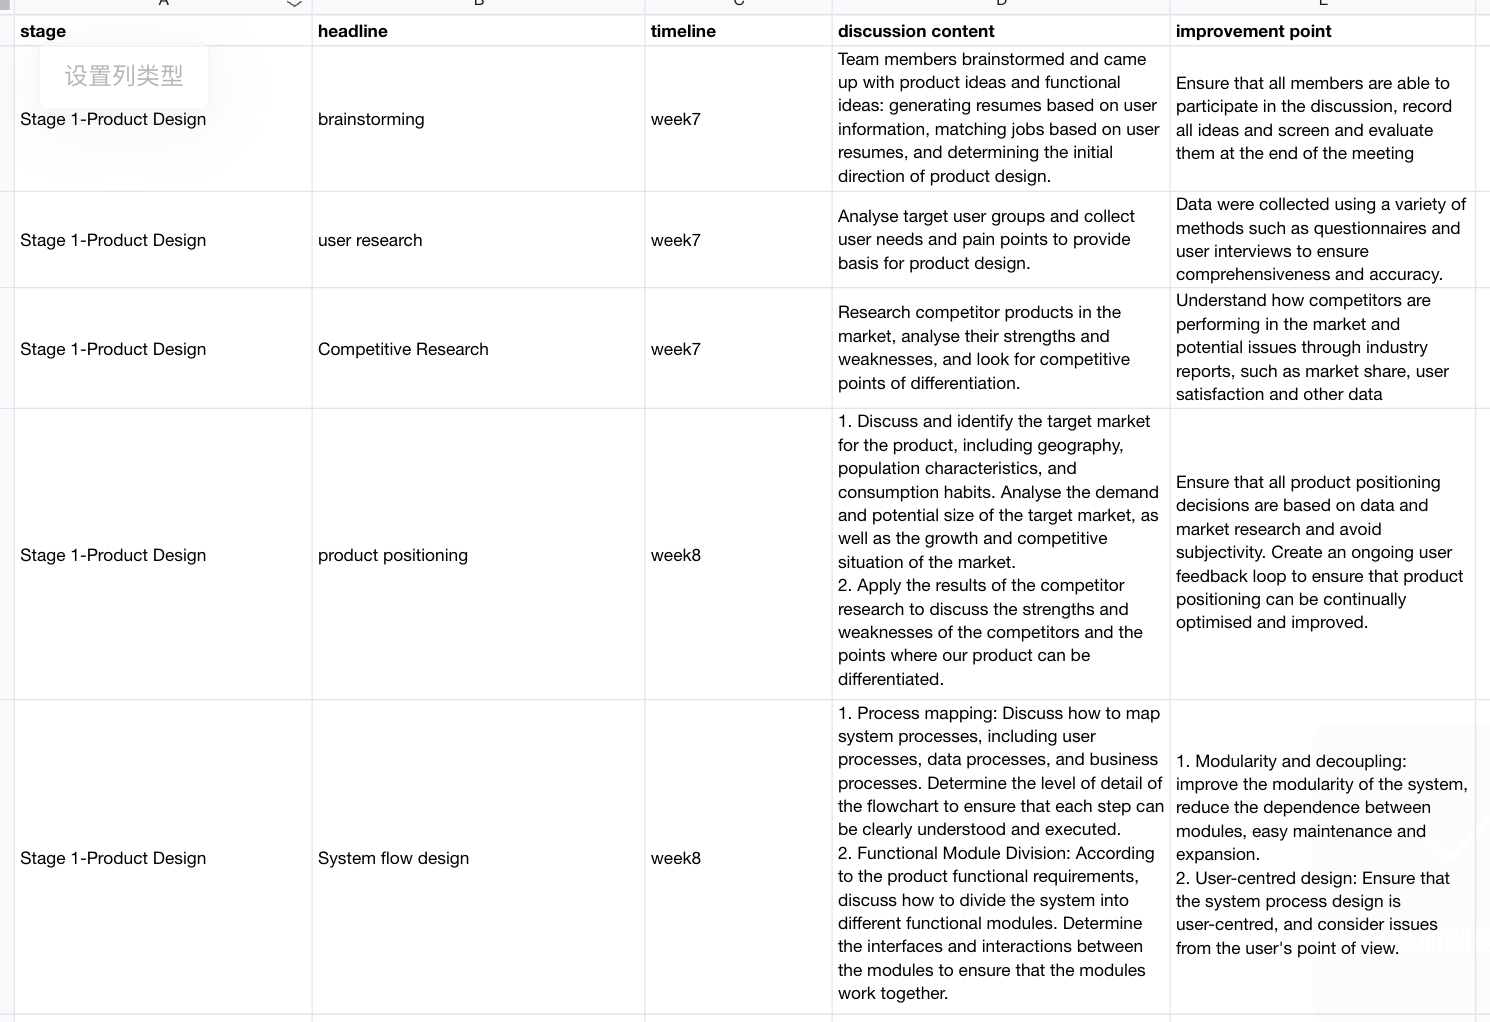 stage
headline
timeline
discussion content
improvement point
设置列类型
Stage 1-Product Design
brainstorming
week7
Team members brainstormed and came
up with product ideas and functional
ideas: generating resumes based on user
information, matching jobs based on user
resumes, and determining the initial
direction of product design.
Ensure that all members are able to
participate in the discussion, record
all ideas and screen and evaluate
them at the end of the meeting
Stage 1-Product Design
user research
week7
Analyse target user groups and collect
user needs and pain points to provide
basis for product design.
Data were collected using a variety of
methods such as questionnaires and
user interviews to ensure
comprehensiveness and accuracy.
Stage 1-Product Design
Competitive Research
week7
Research competitor products in the
market, analyse their strengths and
weaknesses, and look for competitive
points of differentiation.
Understand how competitors are
performing in the market and
potential issues through industry
reports, such as market share, user
satisfaction and other data
Stage 1-Product Design
product positioning
week8
1. Discuss and identify the target market
for the product, including geography,
population characteristics, and
consumption habits. Analyse the demand
and potential size of the target market, as
well as the growth and competitive
situation of the market.
2. Apply the results of the competitor
research to discuss the strengths and
weaknesses of the competitors and the
points where our product can be
differentiated.
Ensure that all product positioning
decisions are based on data and
market research and avoid
subjectivity. Create an ongoing user
feedback loop to ensure that product
positioning can be continually
optimised and improved.
Stage 1-Product Design
System flow design
week8
1. Process mapping: Discuss how to map
system processes, including user
processes, data processes, and business
processes. Determine the level of detail of
the flowchart to ensure that each step can
be clearly understood and executed.
2. Functional Module Division: According
to the product functional requirements,
discuss how to divide the system into
different functional modules. Determine
the interfaces and interactions between
the modules to ensure that the modules
work together.
1. Modularity and decoupling:
improve the modularity of the system,
reduce the dependence between
modules, easy maintenance and
expansion.
2. User-centred design: Ensure that
the system process design is
user-centred, and consider issues
from the user's point of view.